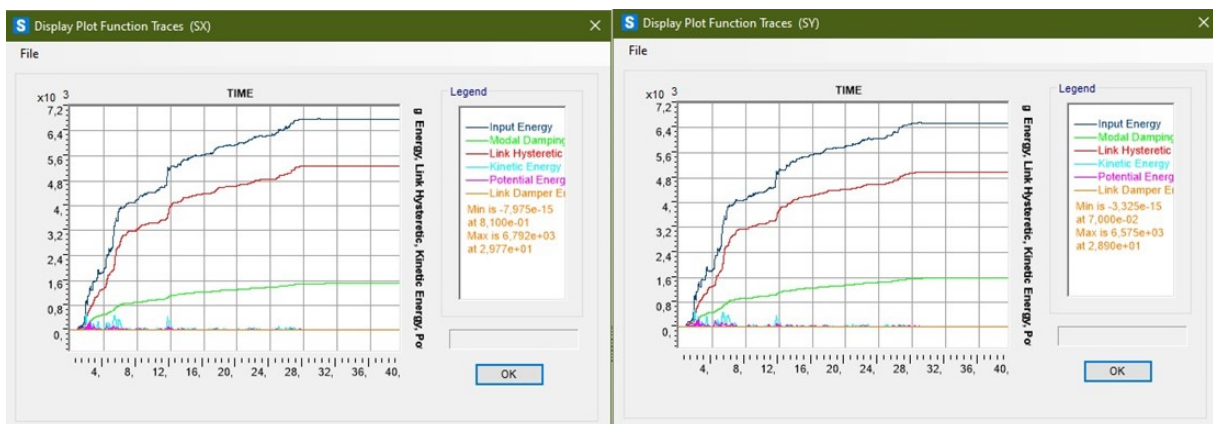 S Display Plot Function Traces (SX)
File
x10 3
TIME
7,2
6,4
5,6
4,8
4,
3,2
2,4
1,6
0,8
0,
4, 8, 12, 16, 20, 24, 28, 32, 36, 40,
g Energy, Link Hysteretic, Kinetic Energy, Po
Legend
Input Energy
Modal Damping
Link Hysteretic
Kinetic Energy
Potential Energ
Link Damper E
Min is -7,975e-15
at 8,100e-01
Max is 6,792e+03
at 2,977e+01
OK
S Display Plot Function Traces (SY)
File
x10 3
TIME
7,2
6,4
5,6
4,8
4,
3,2
2,4
1,6
0,8
0,
4, 8, 12, 16, 20, 24, 28, 32, 36, 40,
g Energy, Link Hysteretic, Kinetic Energy, Po
Legend
Input Energy
Modal Damping
Link Hysteretic
Kinetic Energy
Potential Energ
Link Damper E
Min is -3,325e-15
at 7,000e-02
Max is 6,575e+03
at 2,890e+01
OK